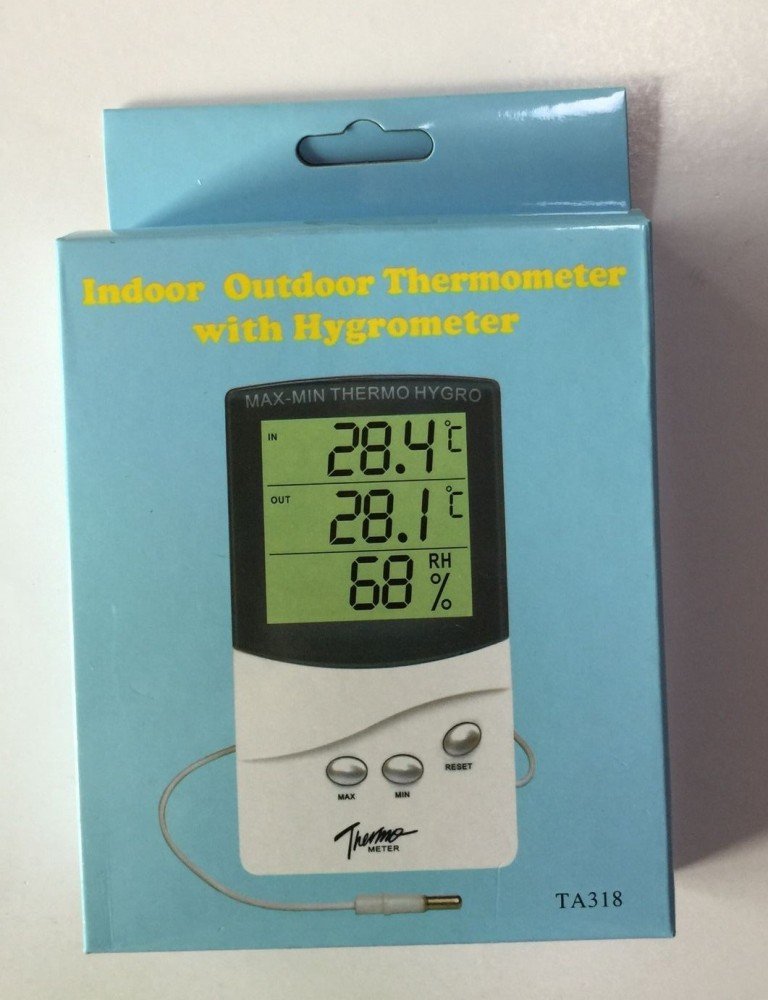 Indoor Outdoor Thermometer
with Hygrometer
MAX-MIN THERMO HYGRO
IN 28.4 °C
OUT 28.1 °C
68 RH %
RESET
MAX MIN
Thermo
METER
TA318